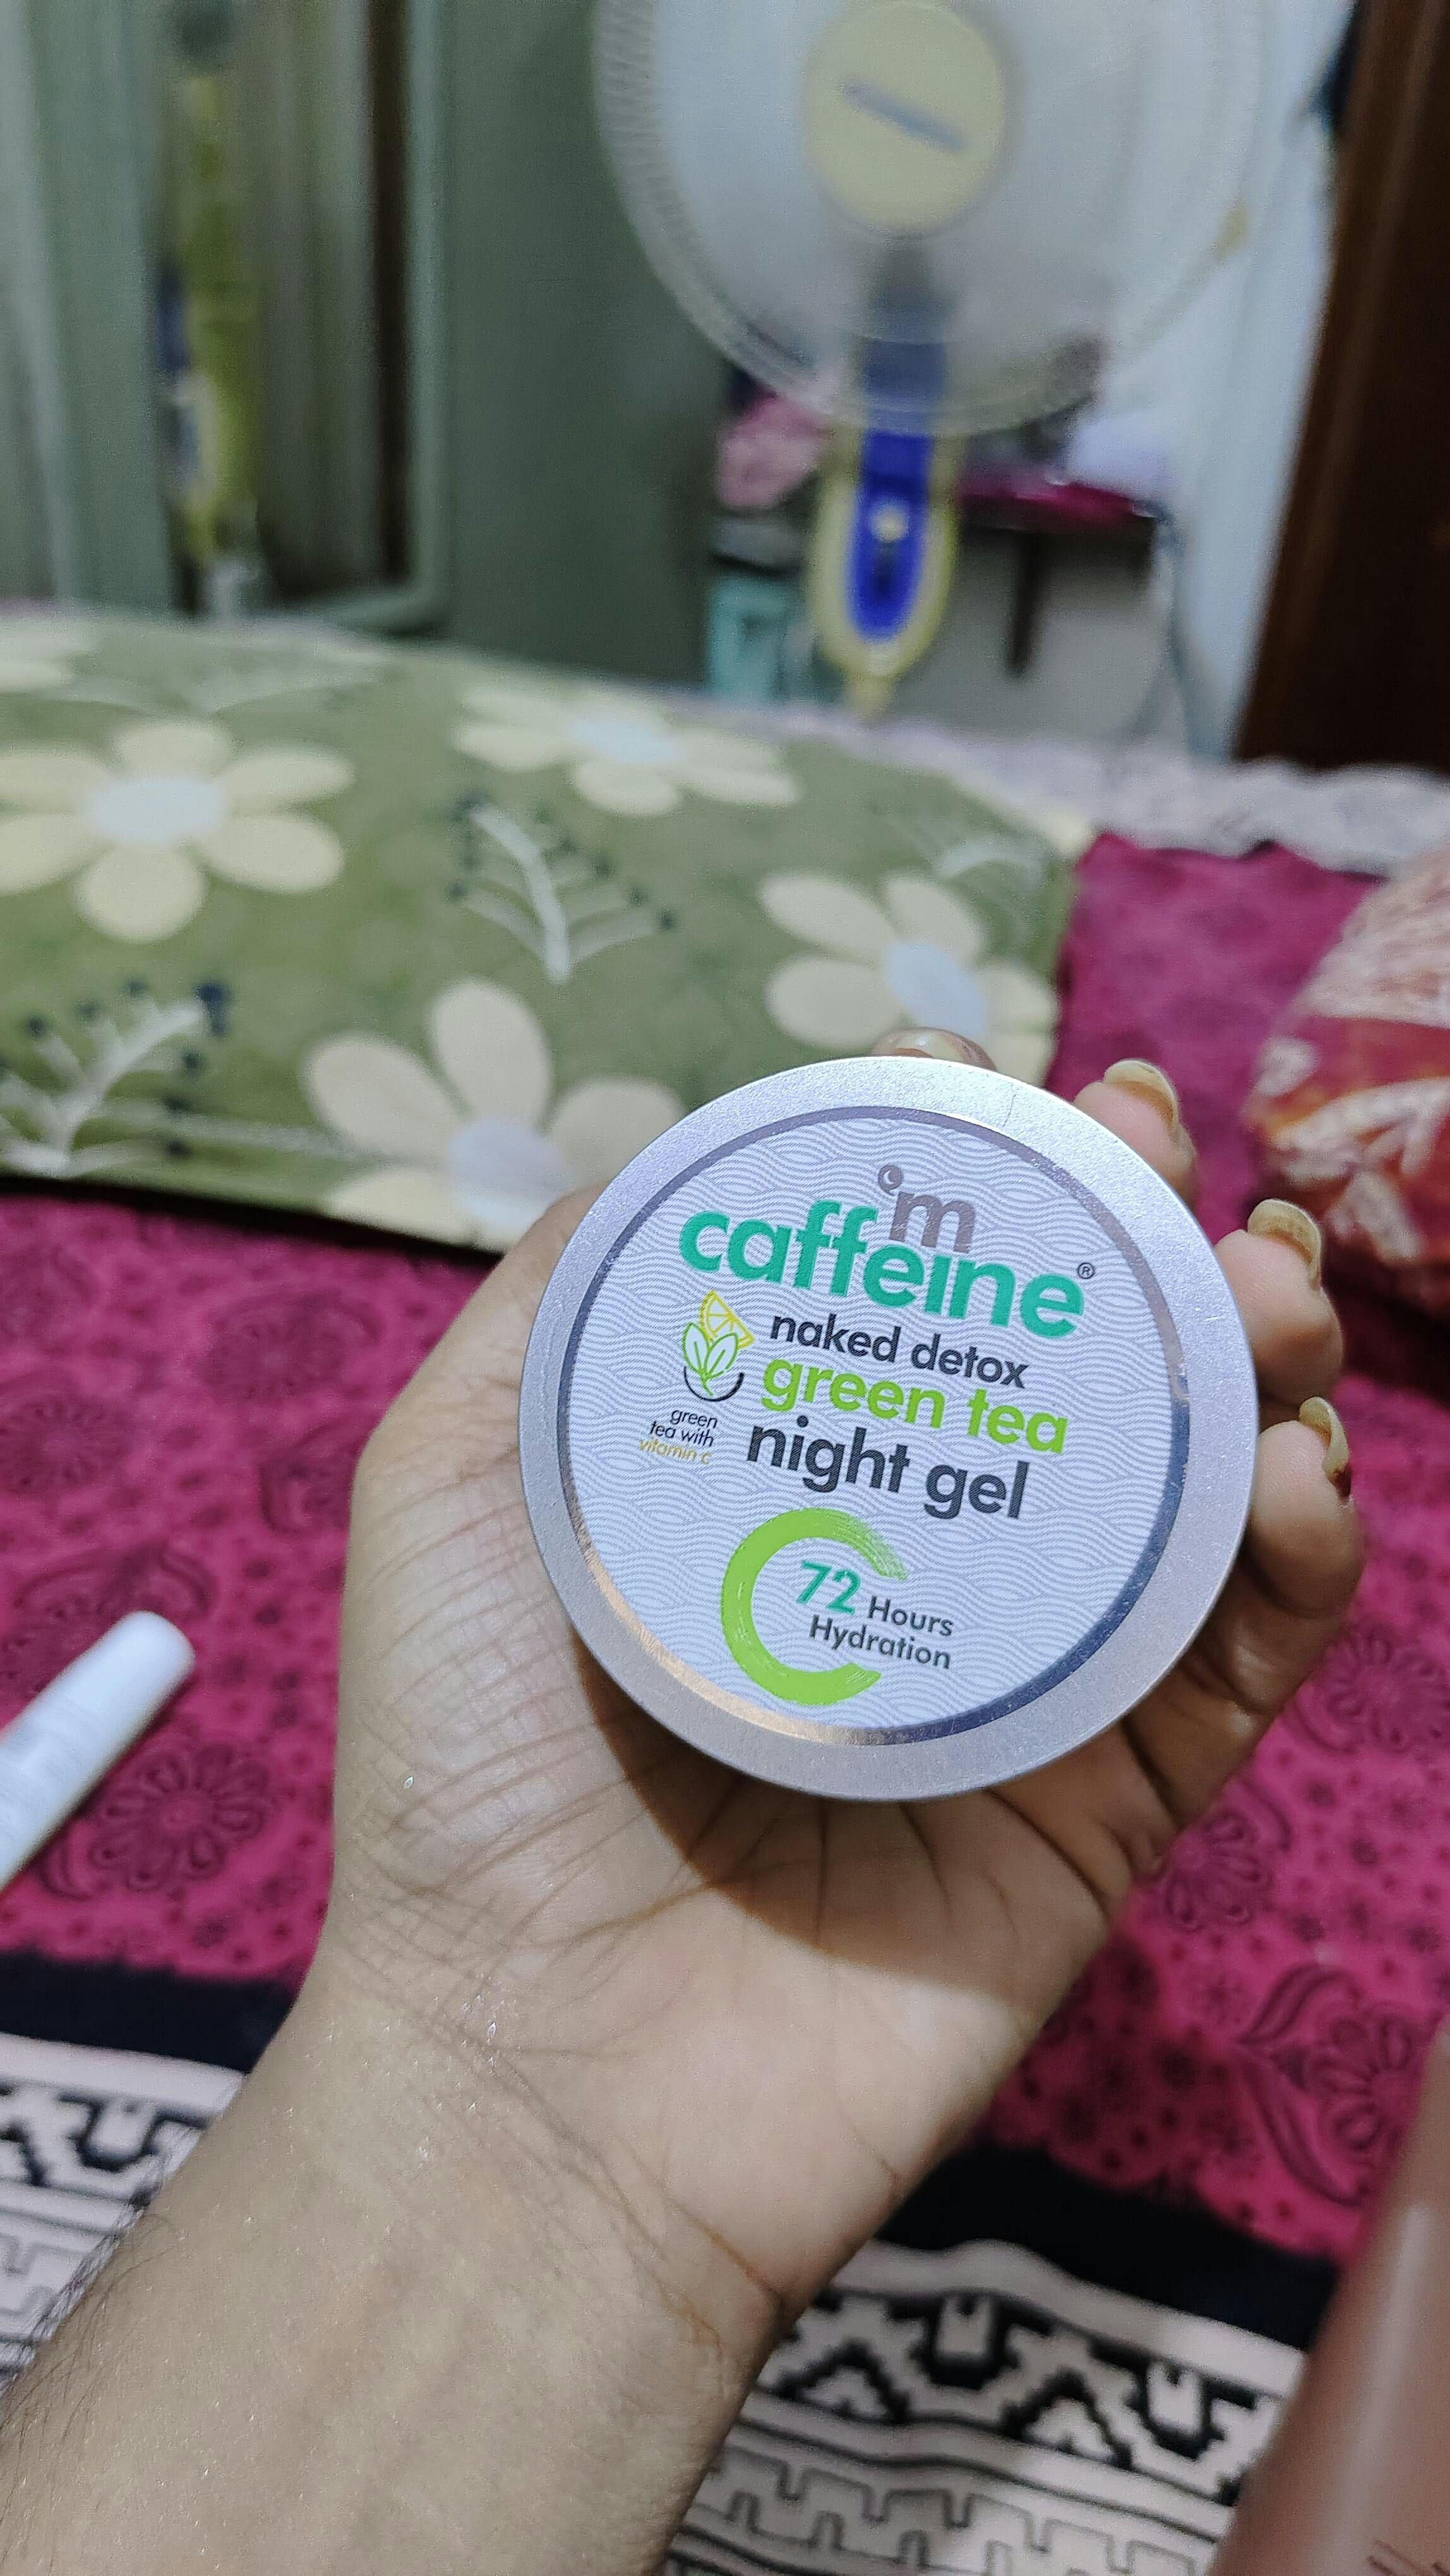 'm
caffeine®
naked detox
green tea
night gel
green
tea with
vitamin c
72 Hours
Hydration